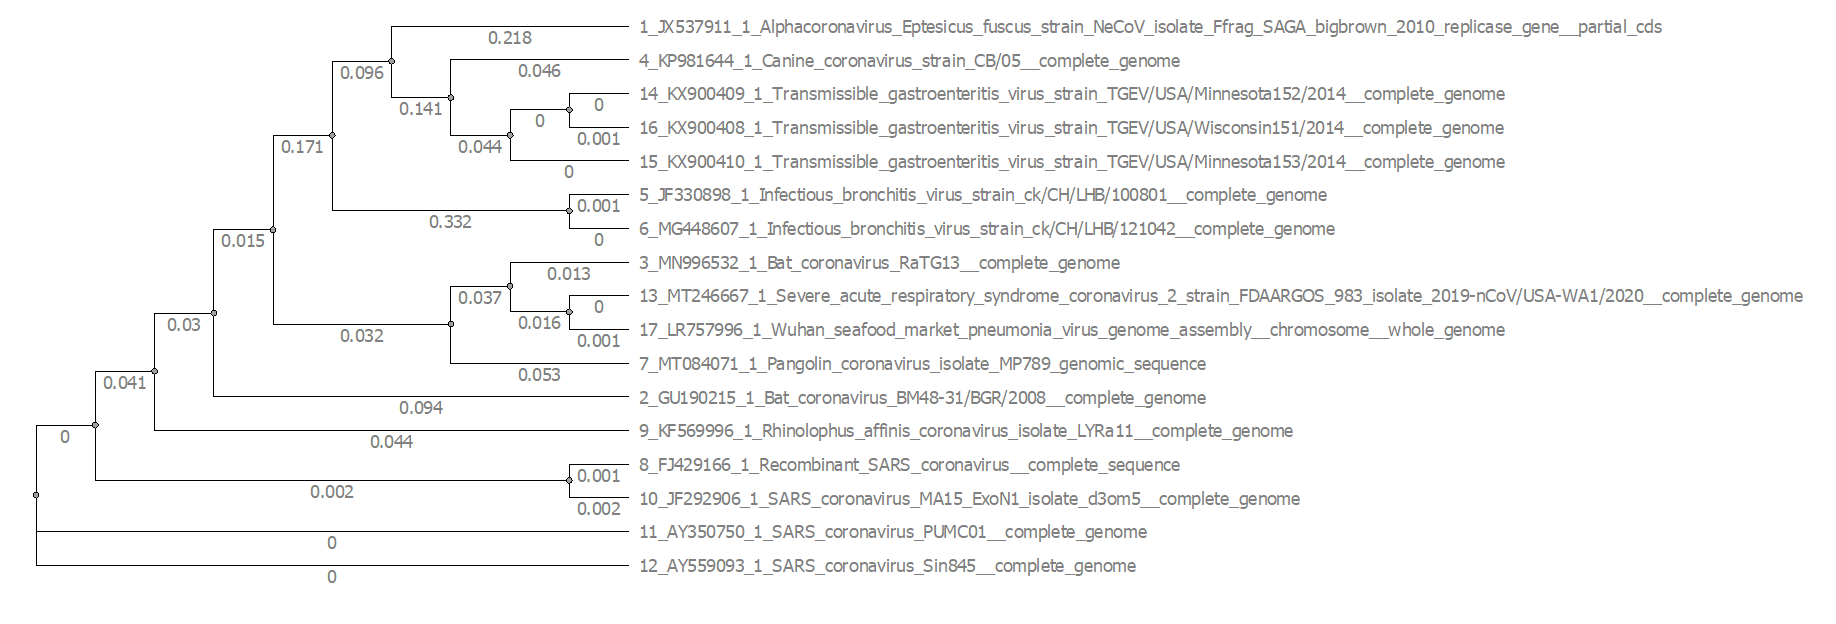 1_JX537911_1_Alphacoronavirus_Eptesicus_fuscus_strain_NeCoV_isolate_Ffrag_SAGA_bigbrown_2010_replicase_gene__partial_cds
0.218
4_KP981644_1_Canine_coronavirus_strain_CB/05__complete_genome
0.096
0.046
14_KX900409_1_Transmissible_gastroenteritis_virus_strain_TGEV/USA/Minnesota152/2014__complete_genome
0.141
0
0
16_KX900408_1_Transmissible_gastroenteritis_virus_strain_TGEV/USA/Wisconsin151/2014__complete_genome
0.171
0.044
0.001
15_KX900410_1_Transmissible_gastroenteritis_virus_strain_TGEV/USA/Minnesota153/2014__complete_genome
0
5_JF330898_1_Infectious_bronchitis_virus_strain_ck/CH/LHB/100801__complete_genome
0.332
0.001
6_MG448607_1_Infectious_bronchitis_virus_strain_ck/CH/LHB/121042__complete_genome
0.015
0
3_MN996532_1_Bat_coronavirus_RaTG13__complete_genome
0.013
13_MT246667_1_Severe_acute_respiratory_syndrome_coronavirus_2_strain_FDAARGOS_983_isolate_2019-nCoV/USA-WA1/2020__complete_genome
0.037
0
0.03
0.016
17_LR757996_1_Wuhan_seafood_market_pneumonia_virus_genome_assembly__chromosome__whole_genome
0.032
0.001
7_MT084071_1_Pangolin_coronavirus_isolate_MP789_genomic_sequence
0.041
0.053
2_GU190215_1_Bat_coronavirus_BM48-31/BGR/2008__complete_genome
0.094
9_KF569996_1_Rhinolophus_affinis_coronavirus_isolate_LYRa11__complete_genome
0
0.044
8_FJ429166_1_Recombinant_SARS_coronavirus__complete_sequence
0.001
0.002
10_JF292906_1_SARS_coronavirus_MA15_ExoN1_isolate_d3om5__complete_genome
0.002
11_AY350750_1_SARS_coronavirus_PUMC01__complete_genome
0
12_AY559093_1_SARS_coronavirus_Sin845__complete_genome
0